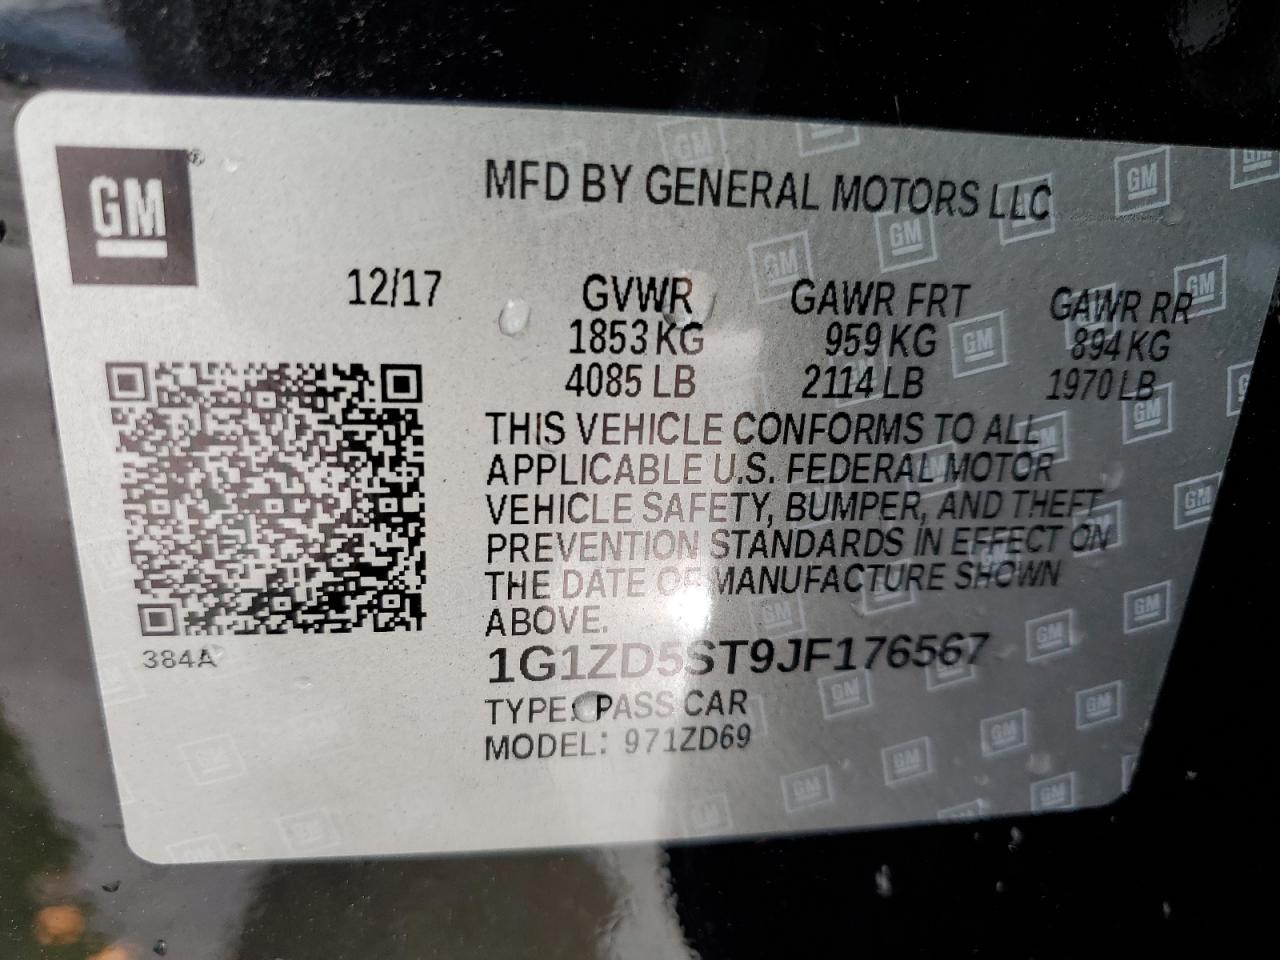 GM®
MFD BY GENERAL MOTORS LLC
12/17
GVWR GAWR FRT GAWR RR
1853 KG 959 KG 894 KG
4085 LB 2114 LB 1970 LB
THIS VEHICLE CONFORMS TO ALL
APPLICABLE U.S. FEDERAL MOTOR
VEHICLE SAFETY, BUMPER, AND THEFT
PREVENTION STANDARDS IN EFFECT ON
THE DATE OF MANUFACTURE SHOWN
ABOVE.
384A
1G1ZD5ST9JF176567
TYPE: PASS CAR
MODEL: 971ZD69